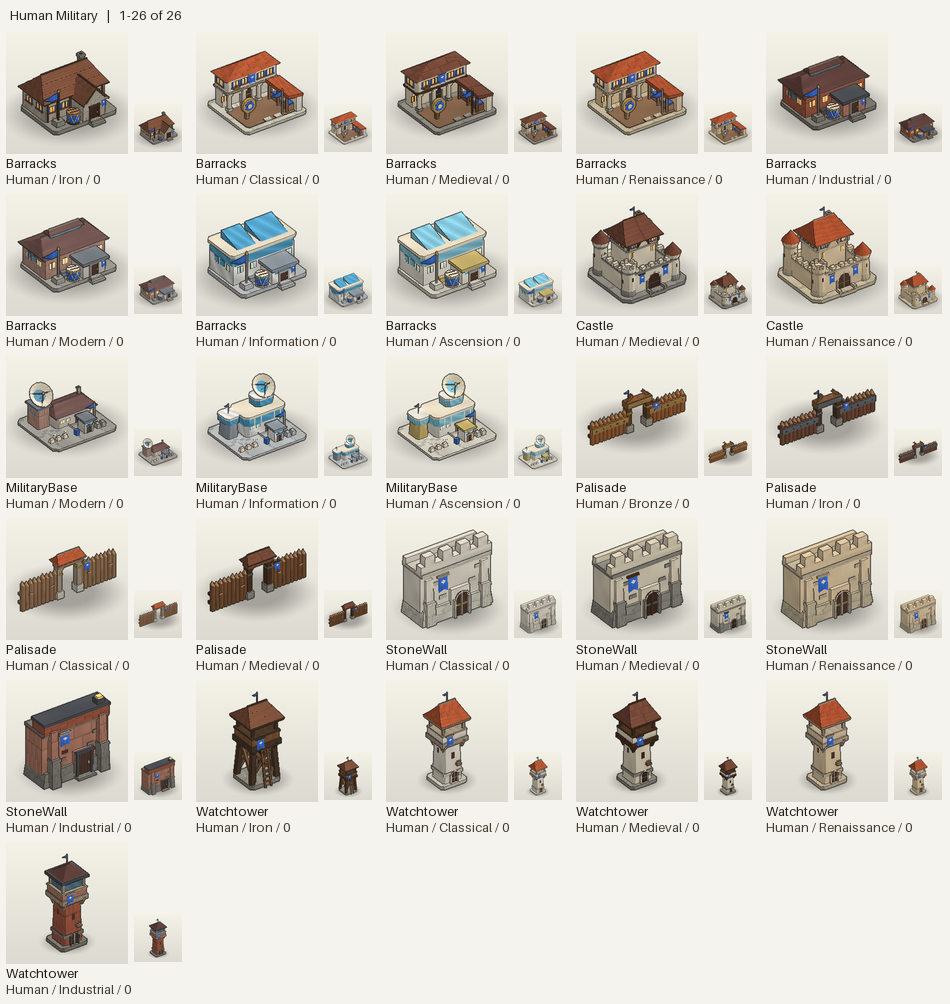 Human Military | 1-26 of 26
Barracks
Human / Iron / 0
Barracks
Human / Classical / 0
Barracks
Human / Medieval / 0
Barracks
Human / Renaissance / 0
Barracks
Human / Industrial / 0
Barracks
Human / Modern / 0
Barracks
Human / Information / 0
Barracks
Human / Ascension / 0
Castle
Human / Medieval / 0
Castle
Human / Renaissance / 0
MilitaryBase
Human / Modern / 0
MilitaryBase
Human / Information / 0
MilitaryBase
Human / Ascension / 0
Palisade
Human / Bronze / 0
Palisade
Human / Iron / 0
Palisade
Human / Classical / 0
Palisade
Human / Medieval / 0
StoneWall
Human / Classical / 0
StoneWall
Human / Medieval / 0
StoneWall
Human / Renaissance / 0
StoneWall
Human / Industrial / 0
Watchtower
Human / Iron / 0
Watchtower
Human / Classical / 0
Watchtower
Human / Medieval / 0
Watchtower
Human / Renaissance / 0
Watchtower
Human / Industrial / 0